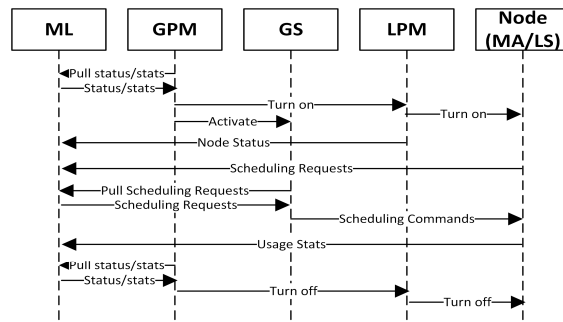 ML
GPM
GS
LPM
Node
(MA/LS)
Pull status/stats
Status/stats
Turn on
Turn on
Activate
Node Status
Scheduling Requests
Pull Scheduling Requests
Scheduling Requests
Scheduling Commands
Usage Stats
Pull status/stats
Status/stats
Turn off
Turn off